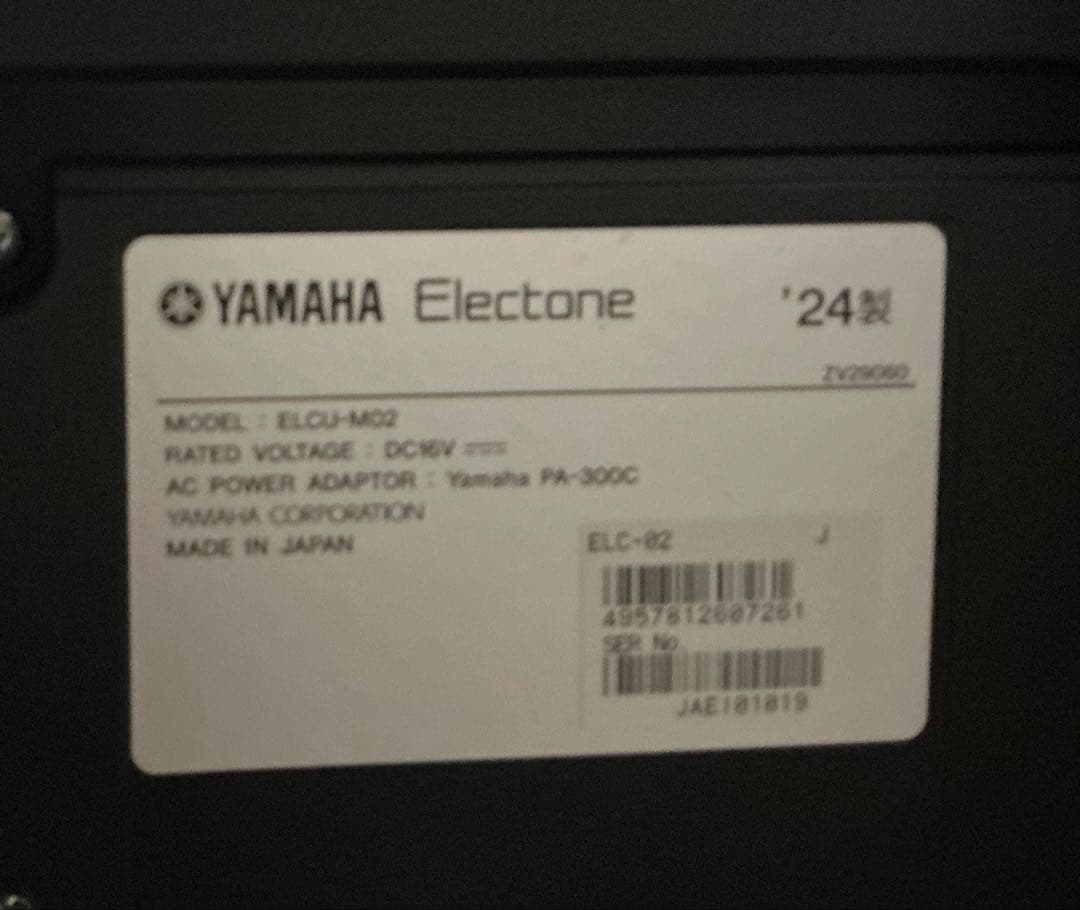 YAMAHA Electone '24製
ZV29060
MODEL : ELCU-M02
RATED VOLTAGE : DC16V
AC POWER ADAPTOR : Yamaha PA-300C
YAMAHA CORPORATION
MADE IN JAPAN
ELC-02 J
4957812607261
SER No.
JAEI01019